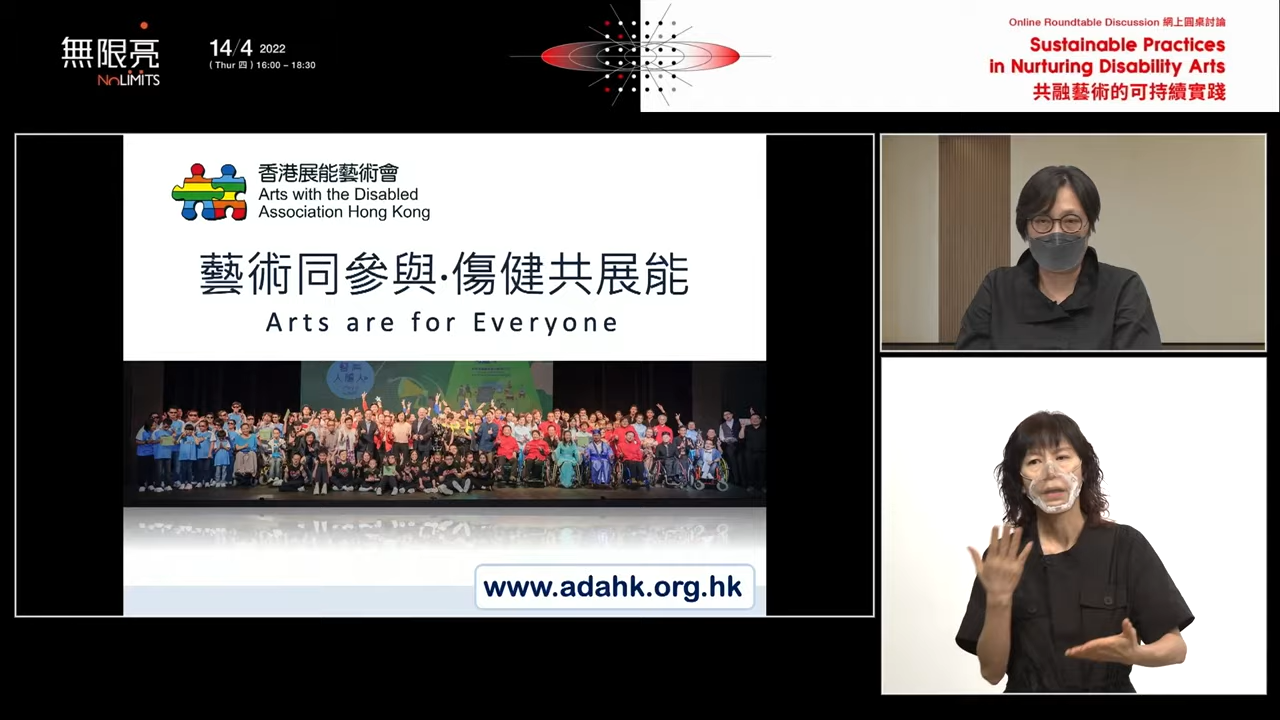 無限亮
NoLIMITS
14/4 2022
( Thur 四 ) 16:00 – 18:30
Online Roundtable Discussion 網上圓桌討論
Sustainable Practices
in Nurturing Disability Arts
共融藝術的可持續實踐
香港展能藝術會
Arts with the Disabled
Association Hong Kong
藝術同參與‧傷健共展能
Arts are for Everyone
www.adahk.org.hk